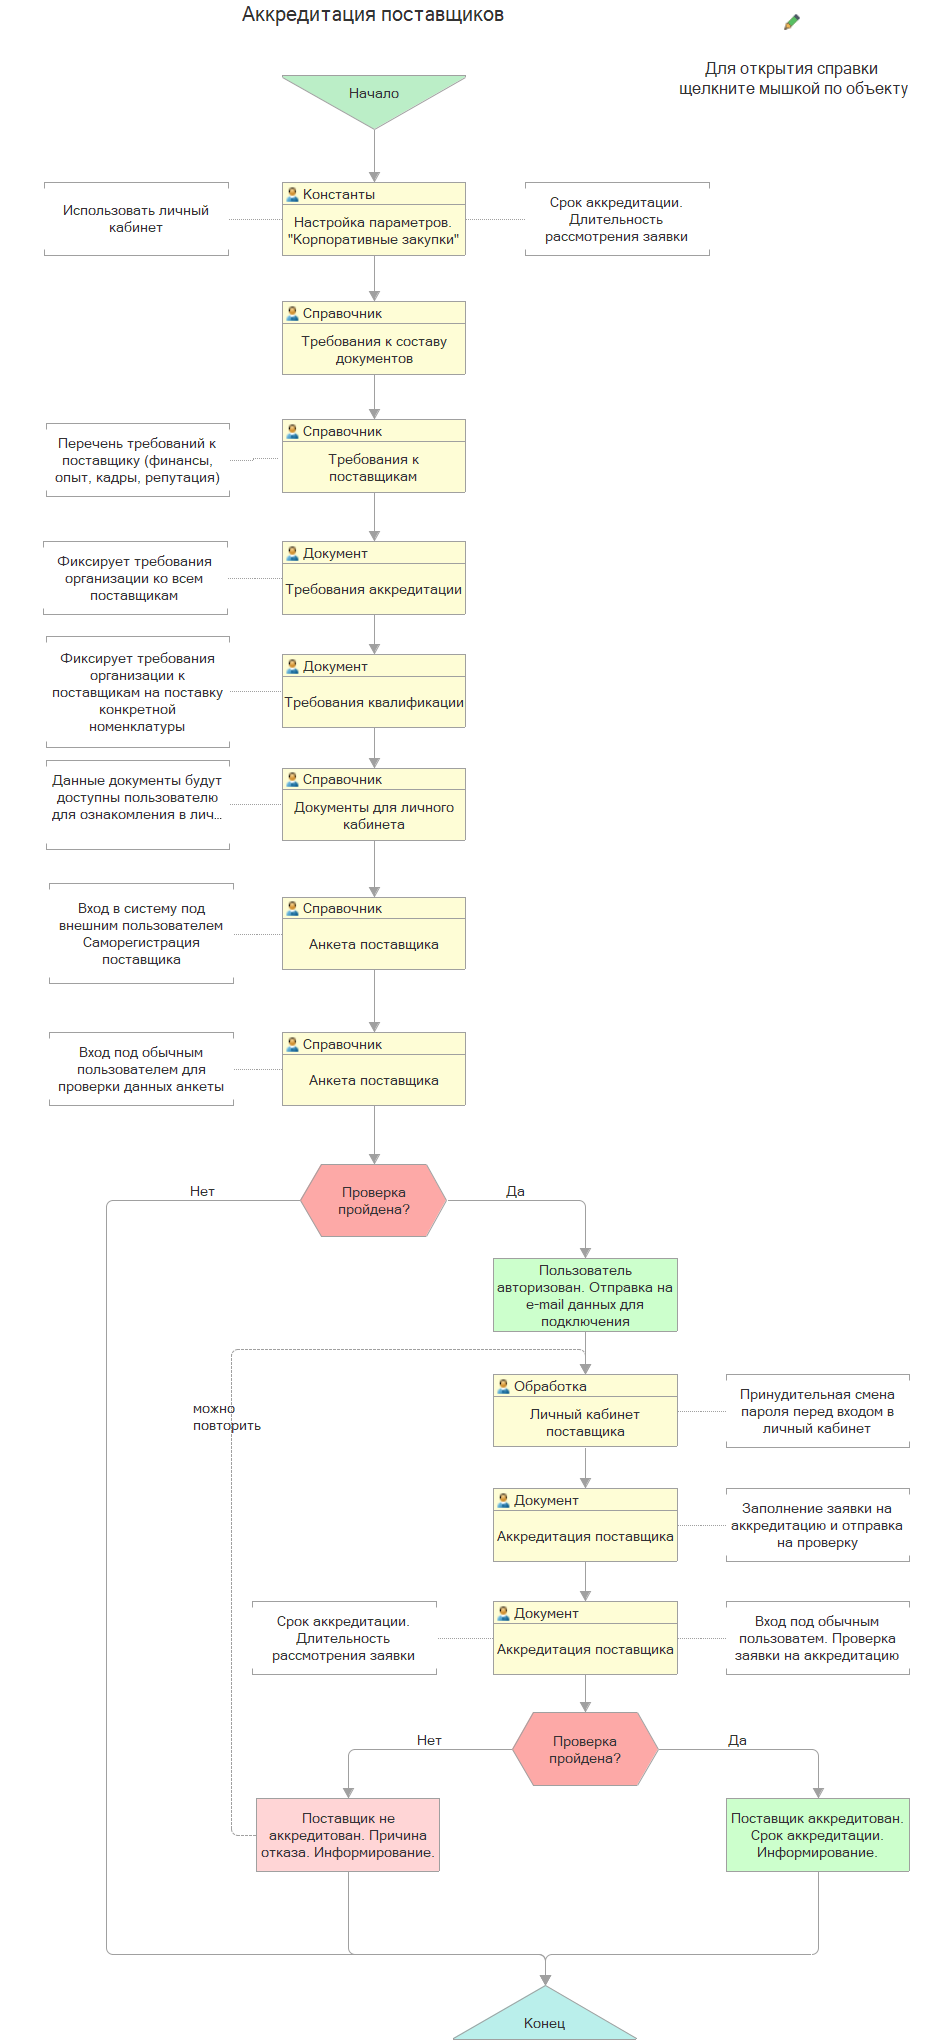 Аккредитация поставщиков
Для открытия справки
щелкните мышкой по объекту
Начало
Использовать личный
кабинет
Константы
Настройка параметров.
"Корпоративные закупки"
Срок аккредитации.
Длительность
рассмотрения заявки
Справочник
Требования к составу
документов
Перечень требований к
поставщику (финансы,
опыт, кадры, репутация)
Справочник
Требования к
поставщикам
Фиксирует требования
организации ко всем
поставщикам
Документ
Требования аккредитации
Фиксирует требования
организации к
поставщикам на поставку
конкретной
номенклатуры
Документ
Требования квалификации
Данные документы будут
доступны пользователю
для ознакомления в лич...
Справочник
Документы для личного
кабинета
Вход в систему под
внешним пользователем
Саморегистрация
поставщика
Справочник
Анкета поставщика
Вход под обычным
пользователем для
проверки данных анкеты
Справочник
Анкета поставщика
Нет
Проверка
пройдена?
Да
Пользователь
авторизован. Отправка на
e-mail данных для
подключения
можно
повторить
Обработка
Личный кабинет
поставщика
Принудительная смена
пароля перед входом в
личный кабинет
Документ
Аккредитация поставщика
Заполнение заявки на
аккредитацию и отправка
на проверку
Срок аккредитации.
Длительность
рассмотрения заявки
Документ
Аккредитация поставщика
Вход под обычным
пользоватем. Проверка
заявки на аккредитацию
Нет
Проверка
пройдена?
Да
Поставщик не
аккредитован. Причина
отказа. Информирование.
Поставщик аккредитован.
Срок аккредитации.
Информирование.
Конец